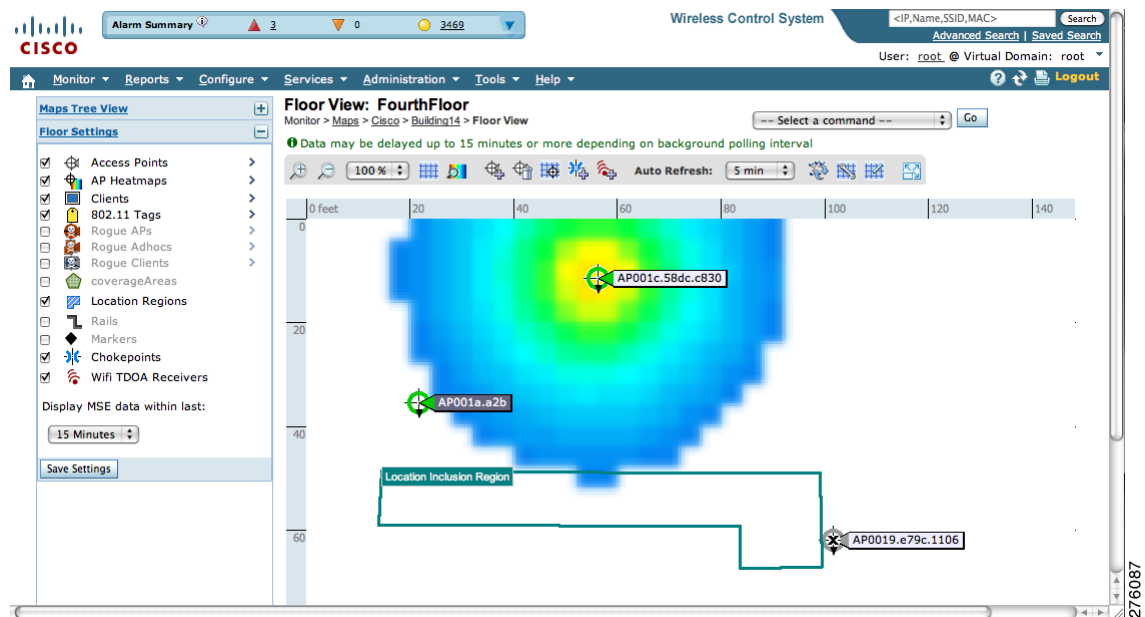 Alarm Summary 3 0 3469
Wireless Control System
<IP,Name,SSID,MAC> Search
Advanced Search | Saved Search
CISCO
User: root @ Virtual Domain: root
Monitor Reports Configure Services Administration Tools Help Logout
Maps Tree View
Floor Settings
Access Points
AP Heatmaps
Clients
802.11 Tags
Rogue APs
Rogue Adhocs
Rogue Clients
coverageAreas
Location Regions
Rails
Markers
Chokepoints
Wifi TDOA Receivers
Display MSE data within last:
15 Minutes
Save Settings
Floor View: FourthFloor
Monitor > Maps > Cisco > Building14 > Floor View
-- Select a command -- Go
Data may be delayed up to 15 minutes or more depending on background polling interval
100 % Auto Refresh: 5 min
0 feet 20 40 60 80 100 120 140
0
AP001c.58dc.c830
20
AP001a.a2b
40
Location Inclusion Region
60
AP0019.e79c.1106
276087